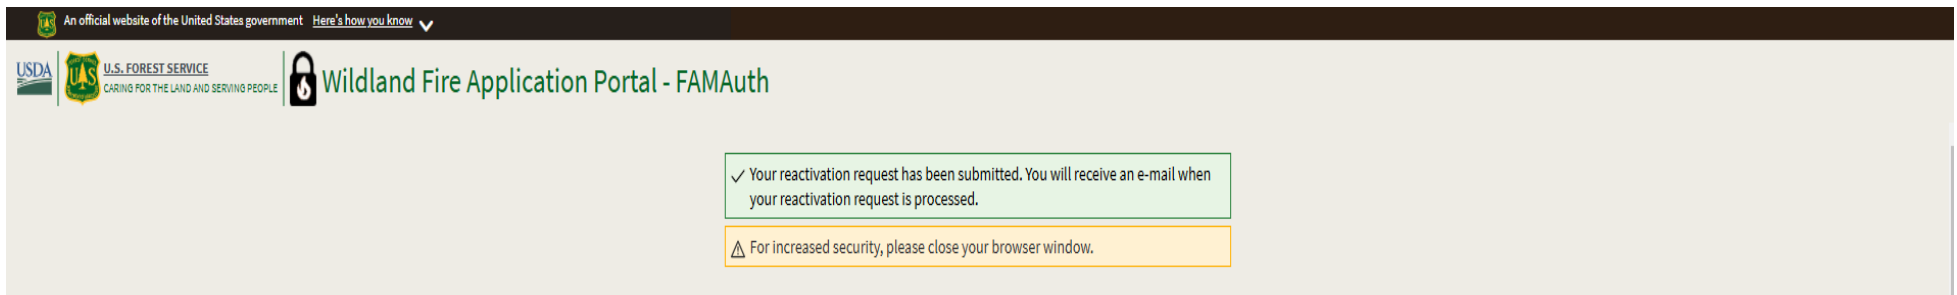 An official website of the United States government Here's how you know
USDA
UAS
U.S. FOREST SERVICE
CARING FOR THE LAND AND SERVING PEOPLE
Wildland Fire Application Portal - FAMAuth
Your reactivation request has been submitted. You will receive an e-mail when
your reactivation request is processed.
For increased security, please close your browser window.